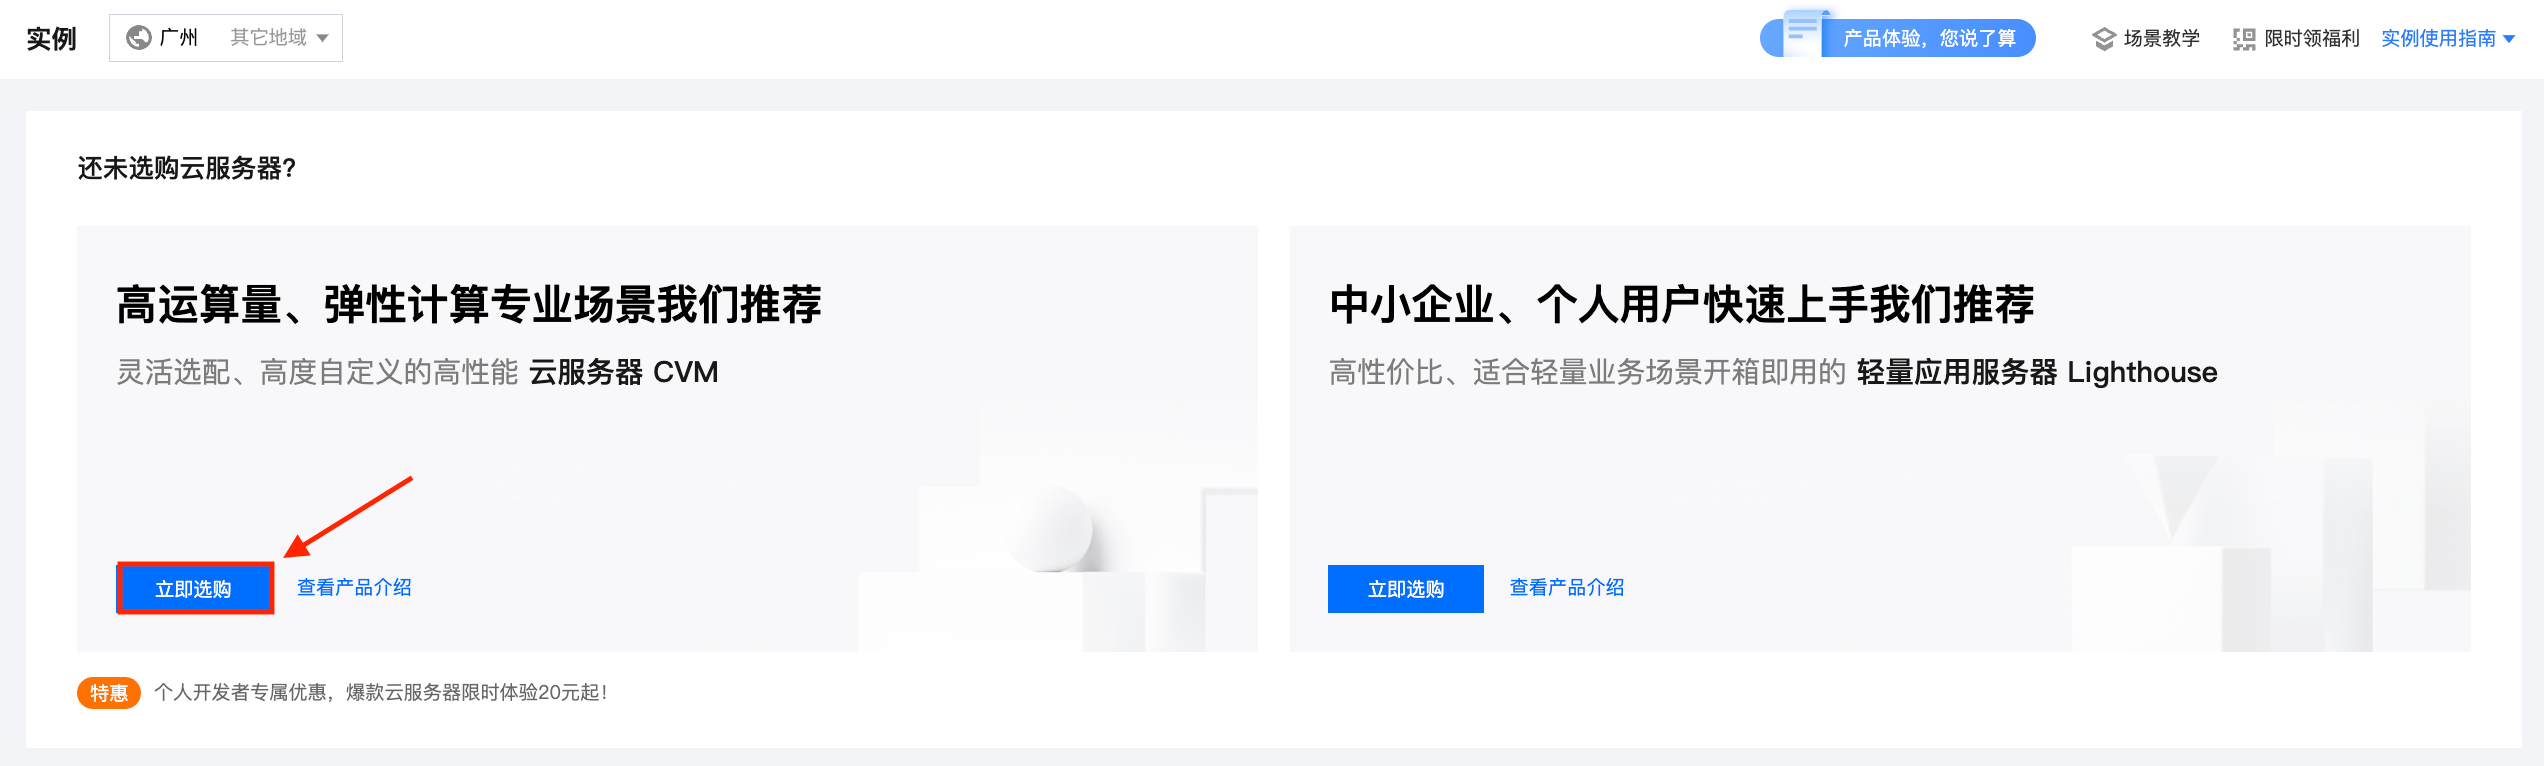 实例 广州 其它地域 产品体验，您说了算 场景教学 限时领福利 实例使用指南
还未选购云服务器?
高运算量、弹性计算专业场景我们推荐
灵活选配、高度自定义的高性能 云服务器 CVM
立即选购 查看产品介绍
中小企业、个人用户快速上手我们推荐
高性价比、适合轻量业务场景开箱即用的 轻量应用服务器 Lighthouse
立即选购 查看产品介绍
特惠 个人开发者专属优惠，爆款云服务器限时体验20元起！